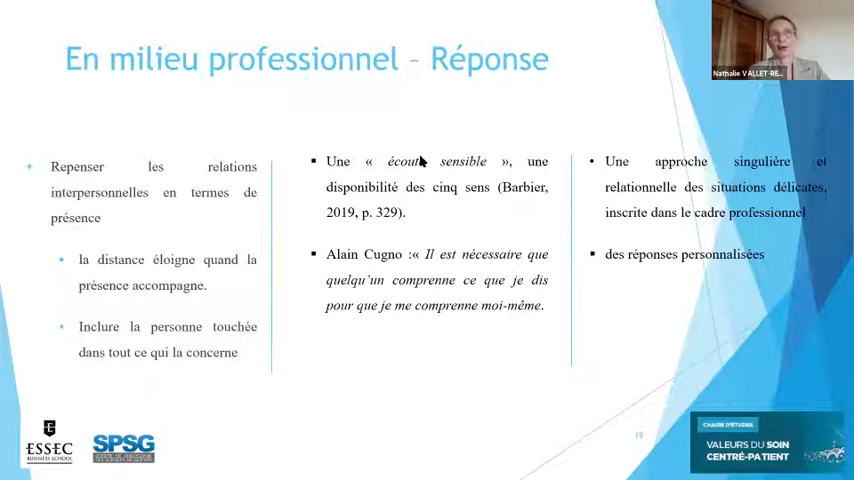 En milieu professionnel – Réponse
Nathalie VALLET-RE...
• Repenser les relations
interpersonnelles en termes de
présence
▪ la distance éloigne quand la
présence accompagne.
▪ Inclure la personne touchée
dans tout ce qui la concerne
▪ Une « écoute sensible », une
disponibilité des cinq sens (Barbier,
2019, p. 329).
▪ Alain Cugno :« Il est nécessaire que
quelqu’un comprenne ce que je dis
pour que je me comprenne moi-même.
• Une approche singulière et
relationnelle des situations délicates,
inscrite dans le cadre professionnel
▪ des réponses personnalisées
19
ESSEC
BUSINESS SCHOOL
SPSG
CHAIRE D'ÉTUDES
VALEURS DU SOIN
CENTRÉ-PATIENT